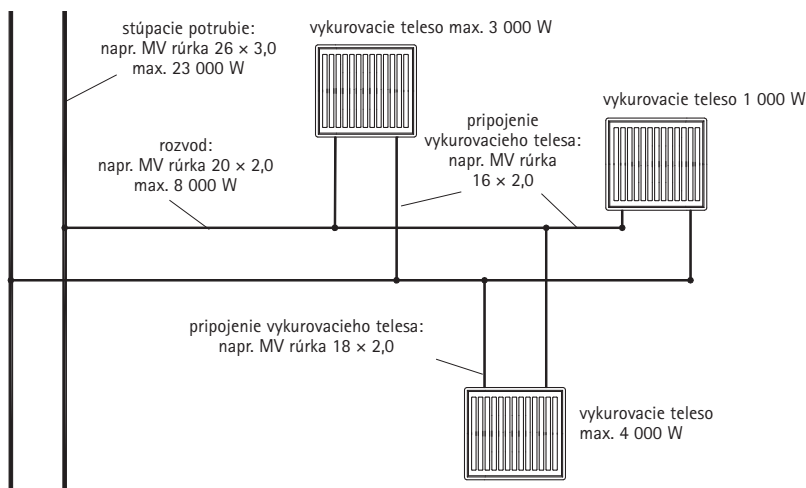 stúpacie potrubie:
napr. MV rúrka 26 × 3,0
max. 23 000 W
vykurovacie teleso max. 3 000 W
vykurovacie teleso 1 000 W
rozvod:
napr. MV rúrka 20 × 2,0
max. 8 000 W
pripojenie
vykurovacieho telesa:
napr. MV rúrka
16 × 2,0
pripojenie vykurovacieho telesa:
napr. MV rúrka 18 × 2,0
vykurovacie teleso
max. 4 000 W